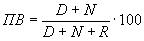 ПВ = (D + N) / (D + N + R) · 100